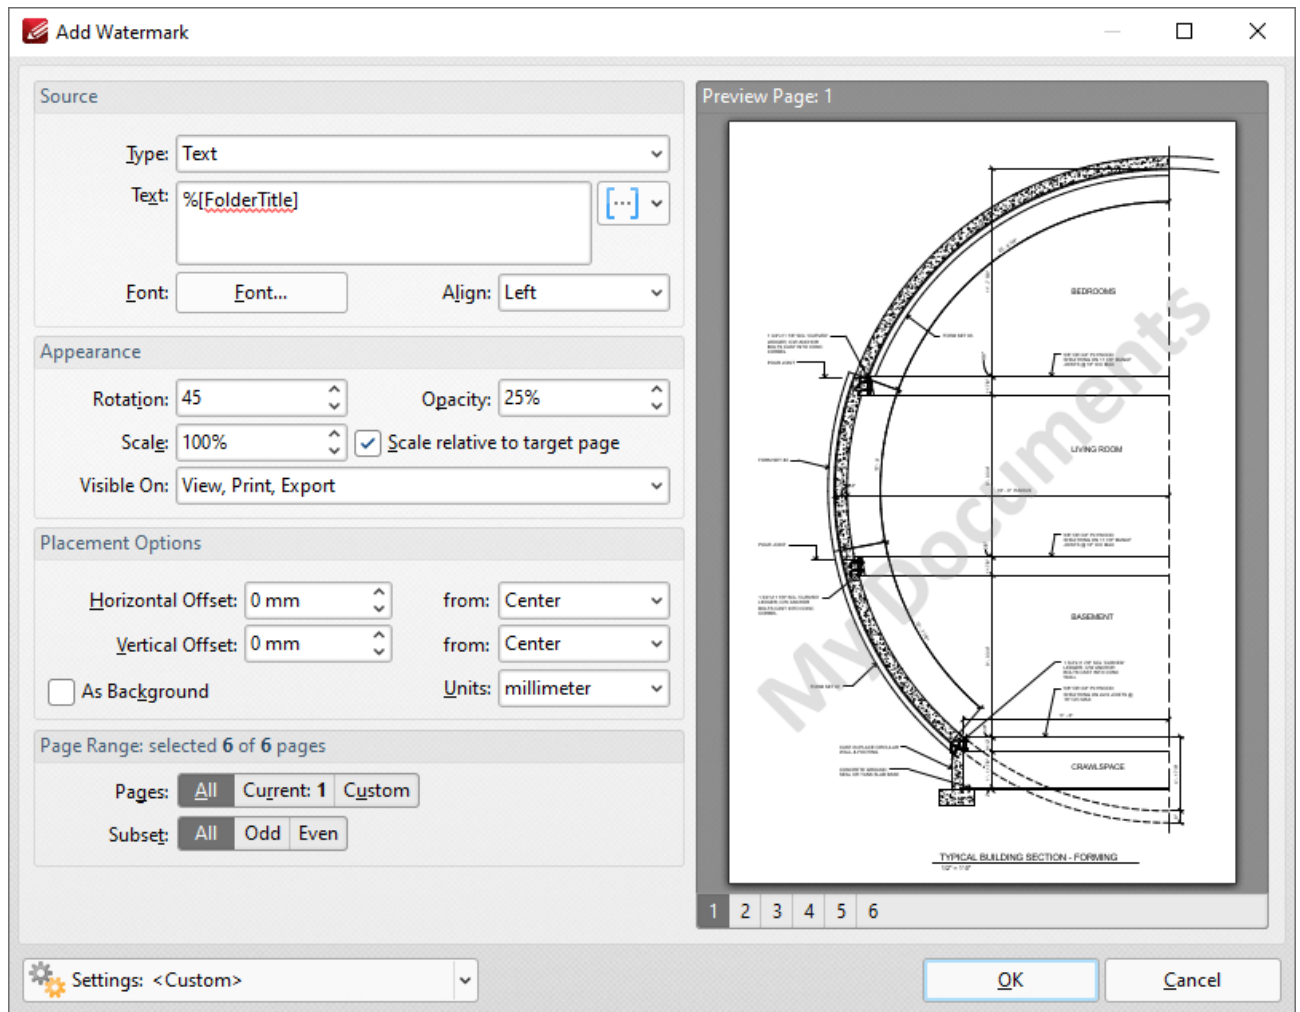 Add Watermark
Source
Preview Page: 1
Type: Text
Text: %[FolderTitle]
Font: Font... Align: Left
Appearance
Rotation: 45 Opacity: 25%
Scale: 100% Scale relative to target page
Visible On: View, Print, Export
Placement Options
Horizontal Offset: 0 mm from: Center
Vertical Offset: 0 mm from: Center
As Background Units: millimeter
Page Range: selected 6 of 6 pages
Pages: All Current: 1 Custom
Subset: All Odd Even
BEDROOMS
LIVING ROOM
BASEMENT
CRAWLSPACE
My Documents
TYPICAL BUILDING SECTION - FORMING
1 2 3 4 5 6
Settings: <Custom>
OK Cancel